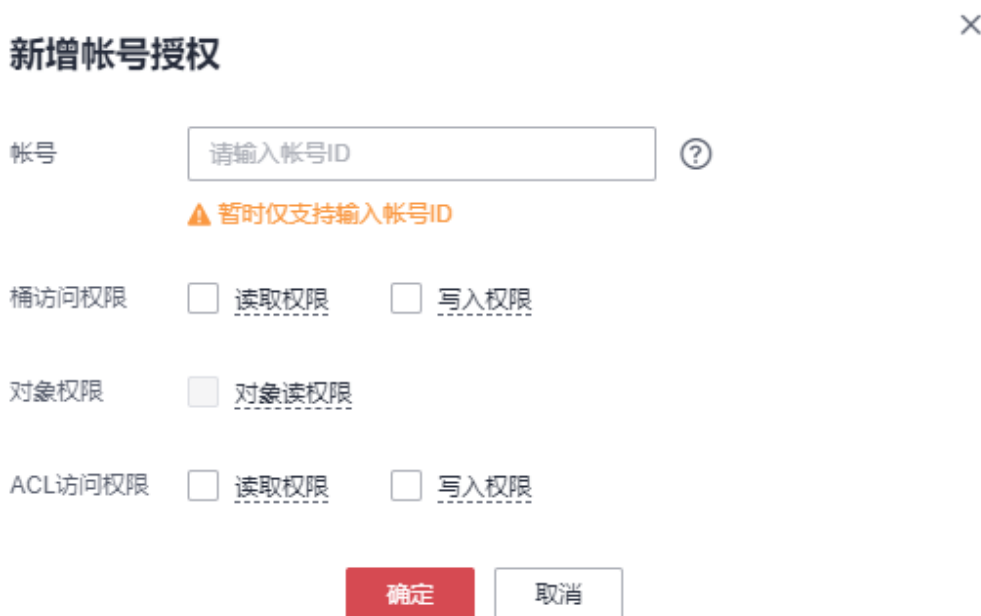 新增帐号授权
帐号 请输入帐号ID
暂时仅支持输入帐号ID
桶访问权限 读取权限 写入权限
对象权限 对象读权限
ACL访问权限 读取权限 写入权限
确定 取消